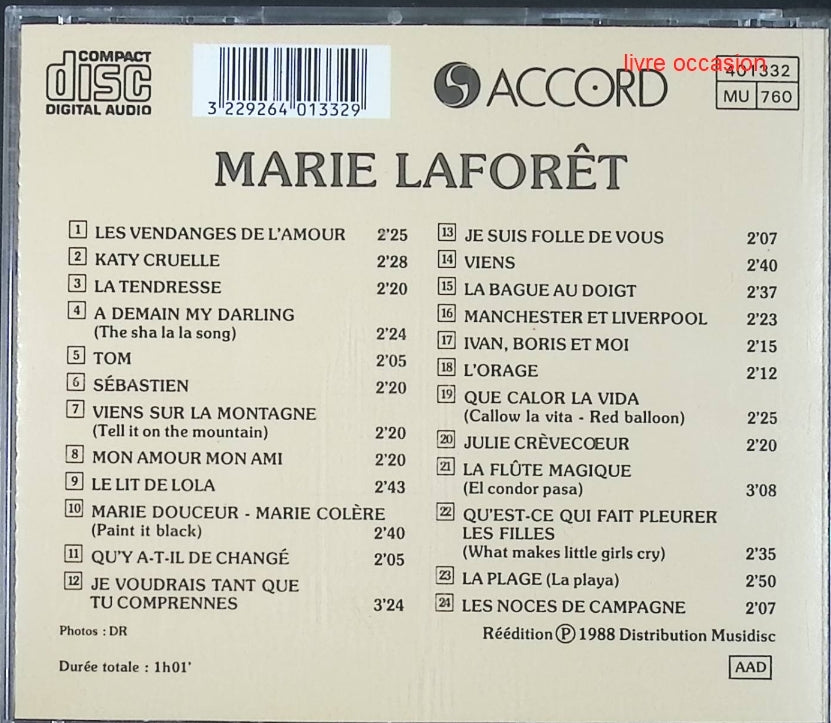 COMPACT
disc
DIGITAL AUDIO
3 229264 013329
ACCORD
livre occasion
401332
MU 760
MARIE LAFORÊT
1 LES VENDANGES DE L'AMOUR 2'25
2 KATY CRUELLE 2'28
3 LA TENDRESSE 2'20
4 A DEMAIN MY DARLING
(The sha la la song) 2'24
5 TOM 2'05
6 SÉBASTIEN 2'20
7 VIENS SUR LA MONTAGNE
(Tell it on the mountain) 2'20
8 MON AMOUR MON AMI 2'20
9 LE LIT DE LOLA 2'43
10 MARIE DOUCEUR - MARIE COLÈRE
(Paint it black) 2'40
11 QU'Y A-T-IL DE CHANGÉ 2'05
12 JE VOUDRAIS TANT QUE
TU COMPRENNES 3'24
13 JE SUIS FOLLE DE VOUS 2'07
14 VIENS 2'40
15 LA BAGUE AU DOIGT 2'37
16 MANCHESTER ET LIVERPOOL 2'23
17 IVAN, BORIS ET MOI 2'15
18 L'ORAGE 2'12
19 QUE CALOR LA VIDA
(Callow la vita - Red balloon) 2'25
20 JULIE CRÈVECŒUR 2'20
21 LA FLÛTE MAGIQUE
(El condor pasa) 3'08
22 QU'EST-CE QUI FAIT PLEURER
LES FILLES
(What makes little girls cry) 2'35
23 LA PLAGE (La playa) 2'50
24 LES NOCES DE CAMPAGNE 2'07
Photos : DR
Réédition Ⓟ 1988 Distribution Musidisc
Durée totale : 1h01'
AAD